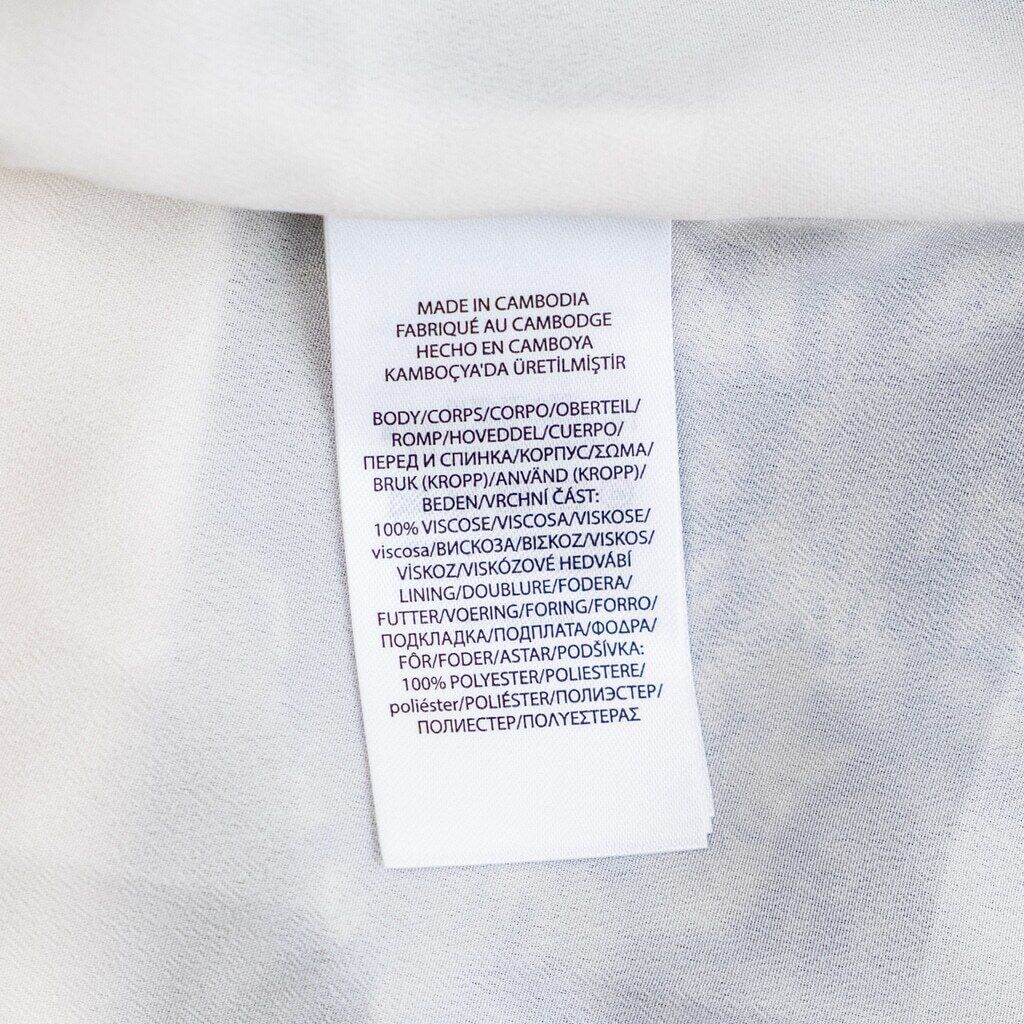 MADE IN CAMBODIA
FABRIQUÉ AU CAMBODGE
HECHO EN CAMBOYA
KAMBOÇYA'DA ÜRETİLMİŞTİR
BODY/CORPS/CORPO/OBERTEIL/
ROMP/HOVEDDEL/CUERPO/
ПЕРЕД И СПИНКА/КОРПУС/ΣΩΜΑ/
BRUK (KROPP)/ANVÄND (KROPP)/
BEDEN/VRCHNÍ ČÁST:
100% VISCOSE/VISCOSA/VISKOSE/
viscosa/ВИСКОЗА/ΒΙΣΚΟΖ/VISKOS/
VİSKOZ/VISKÓZOVÉ HEDVÁBÍ
LINING/DOUBLURE/FODERA/
FUTTER/VOERING/FORING/FORRO/
ПОДКЛАДКА/ПОДПЛАТА/ΦΟΔΡΑ/
FÔR/FODER/ASTAR/PODŠÍVKA:
100% POLYESTER/POLIESTERE/
poliéster/POLIÉSTER/ПОЛИЭСТЕР/
ПОЛИЕСТЕР/ΠΟΛΥΕΣΤΕΡΑΣ